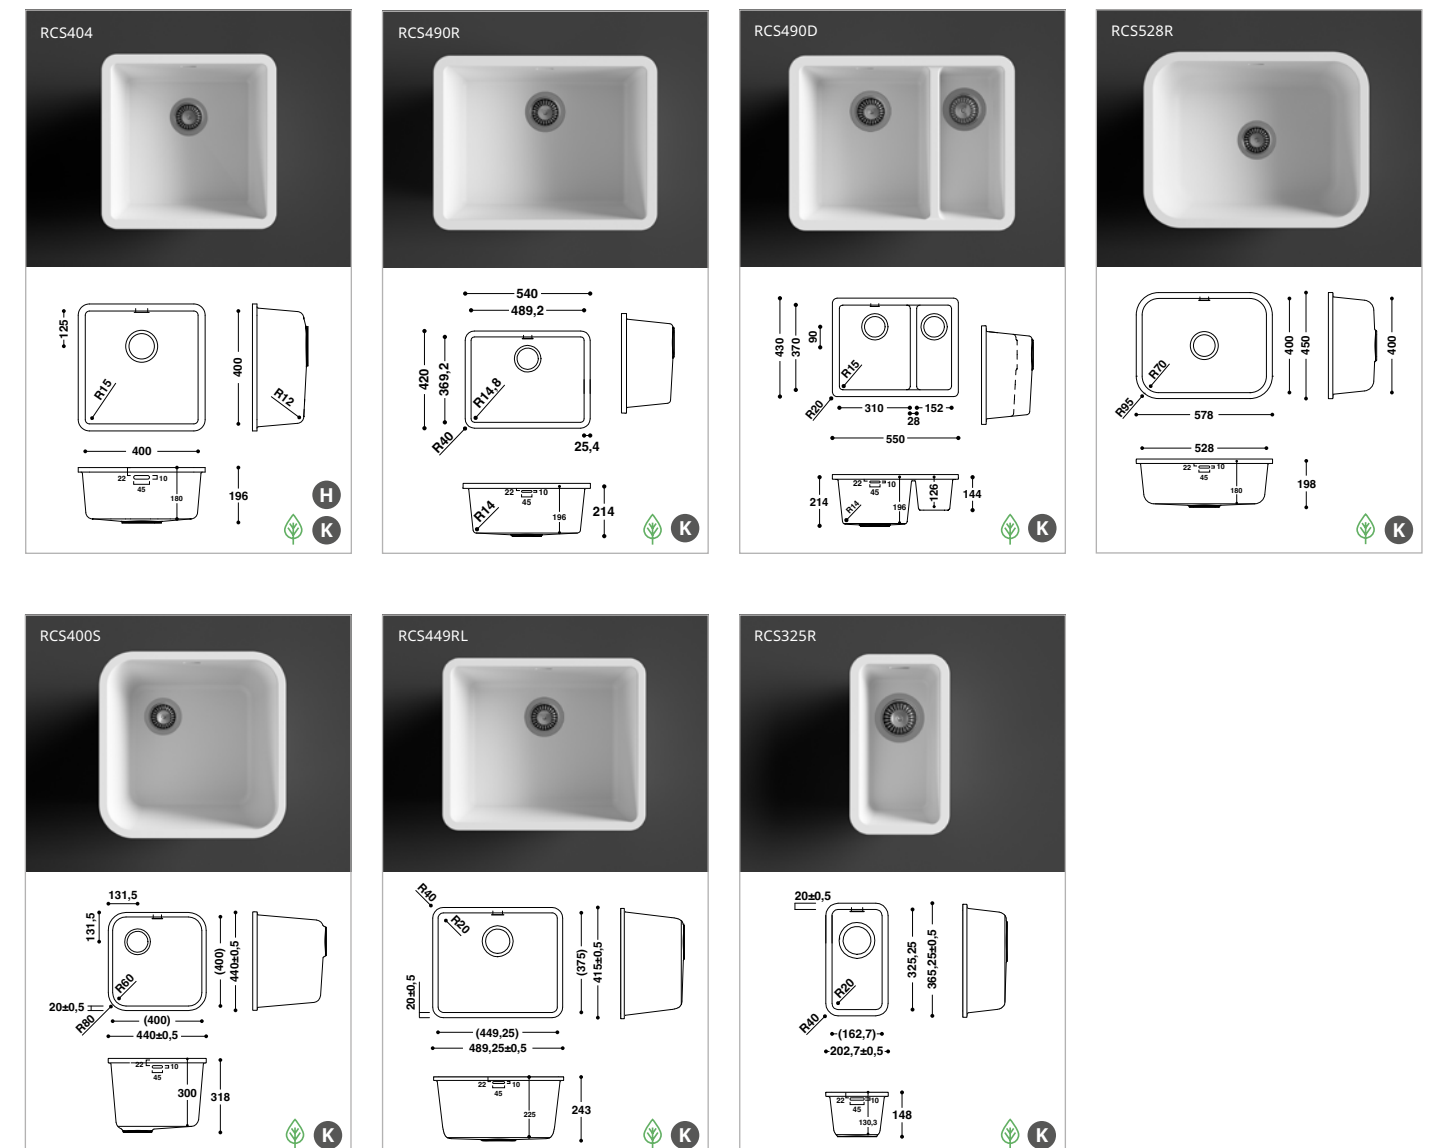 RCS404
125
R15
400
R12
400
22
10
45
180
196
H
K
RCS490R
540
489,2
420
369,2
R14,8
R40
25,4
22
10
45
R14
196
214
K
RCS490D
430
370
90
R15
R20
310
152
28
550
214
22
10
45
R14
196
126
144
K
RCS528R
R70
R95
400
450
400
578
528
22
10
45
180
198
K
RCS400S
131,5
131,5
R60
20±0,5
R80
(400)
440±0,5
(400)
440±0,5
22
10
45
300
318
K
RCS449RL
R40
R20
20±0,5
(375)
415±0,5
(449,25)
489,25±0,5
22
10
45
225
243
K
RCS325R
20±0,5
R20
R40
325,25
365,25±0,5
(162,7)
202,7±0,5
22
10
45
130,3
148
K